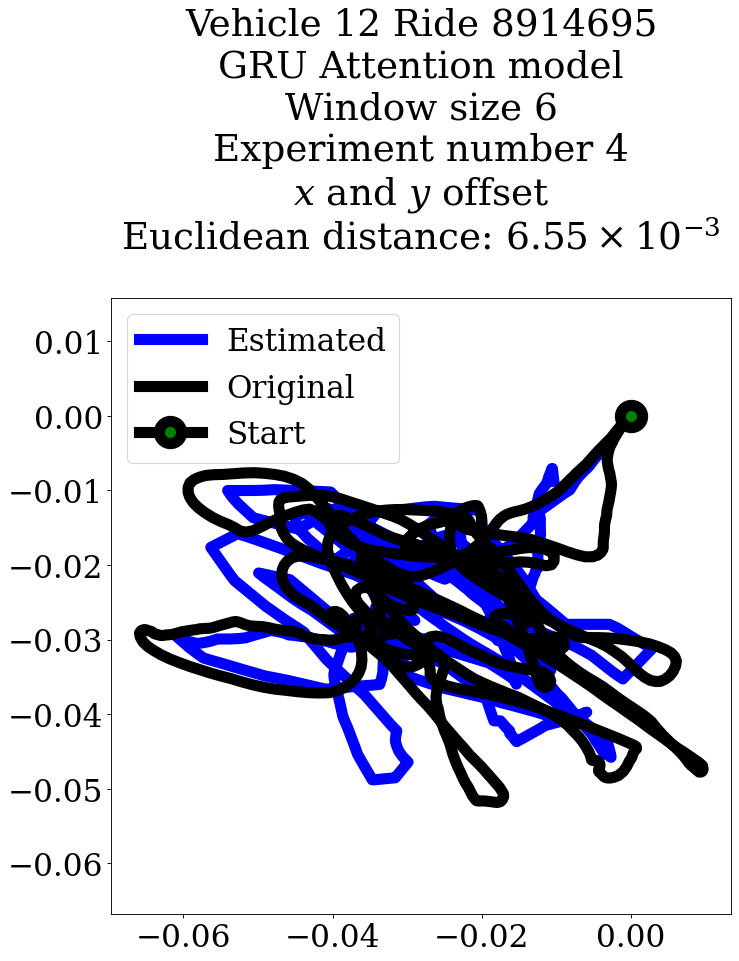 Vehicle 12 Ride 8914695
GRU Attention model
Window size 6
Experiment number 4
x and y offset
Euclidean distance: 6.55 × 10⁻³
Estimated
Original
Start
0.01
0.00
−0.01
−0.02
−0.03
−0.04
−0.05
−0.06
−0.06 −0.04 −0.02 0.00